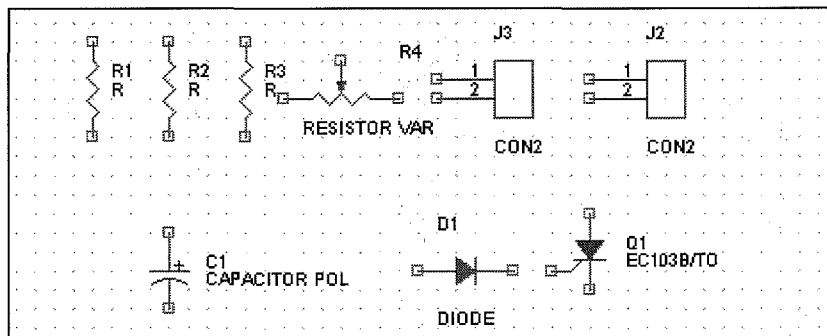 R1
R
R2
R
R3
R
R4
RESISTOR VAR
J3
1
2
CON2
J2
1
2
CON2
C1
CAPACITOR POL
D1
DIODE
Q1
EC103B/TO